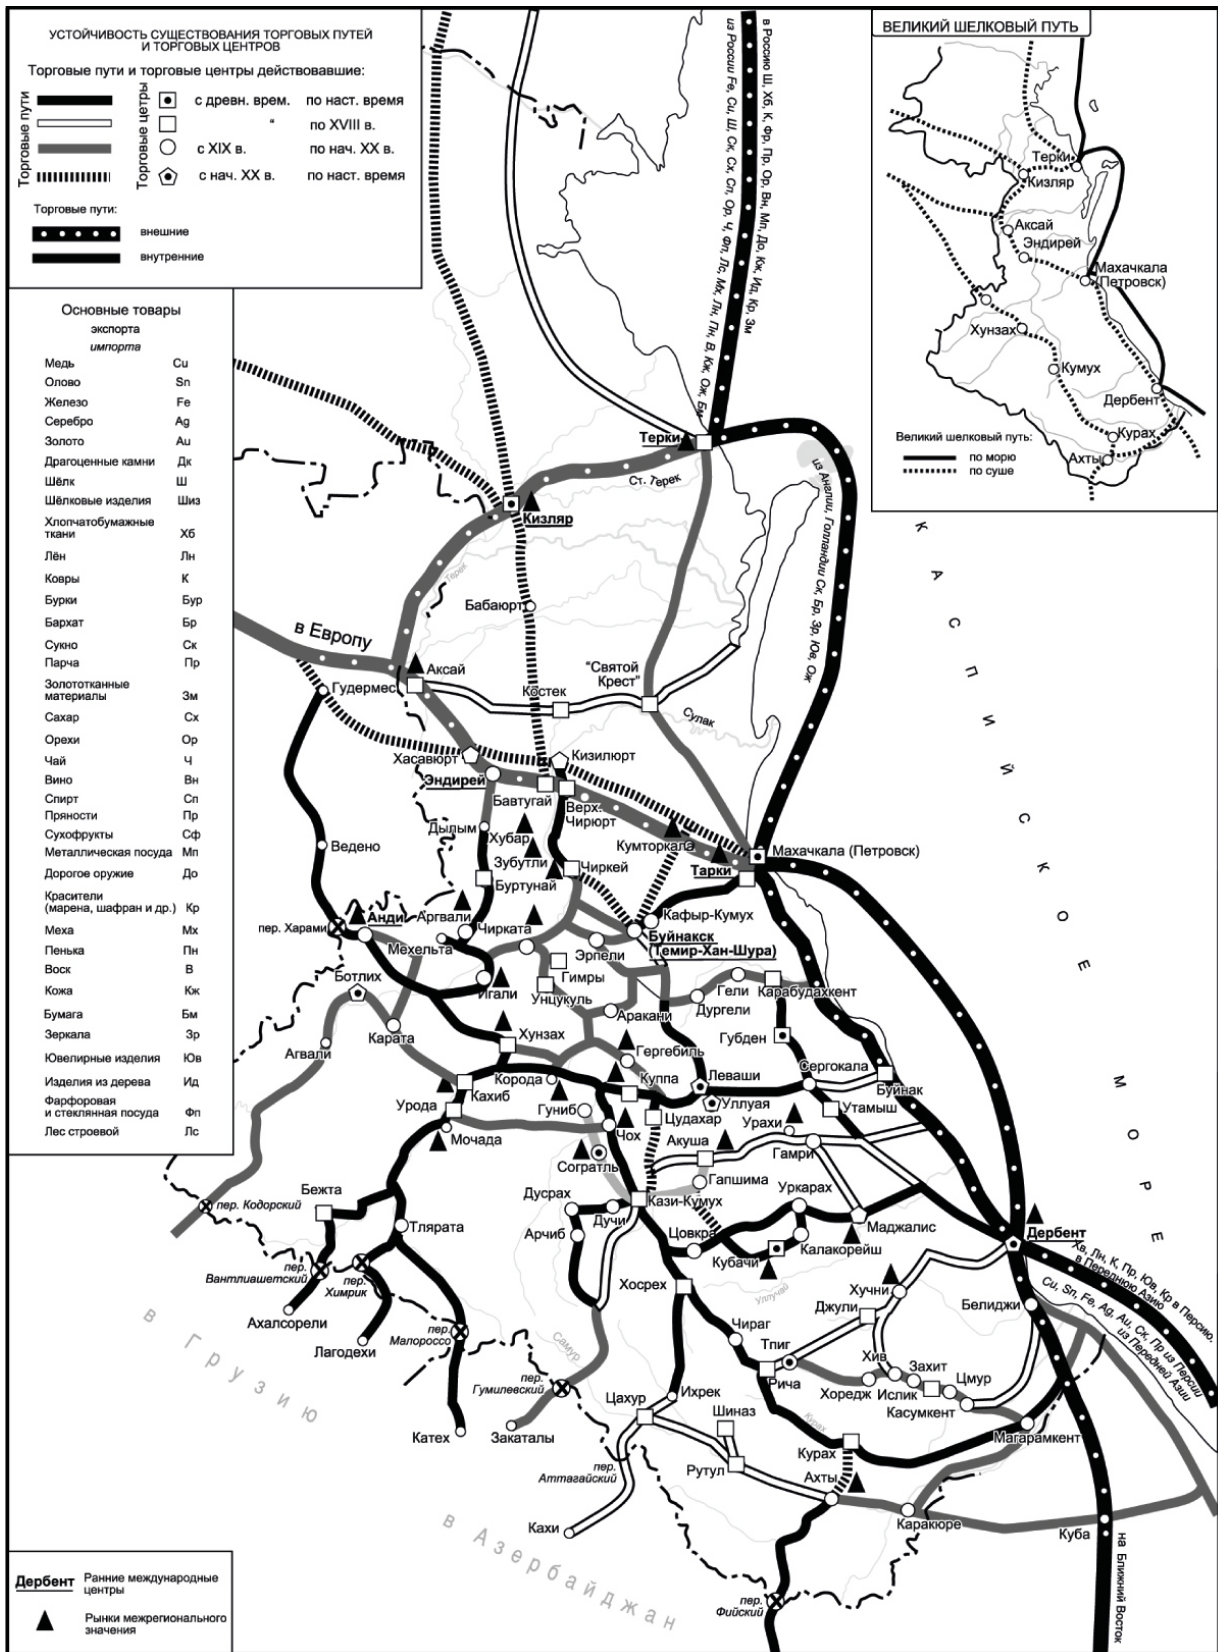 УСТОЙЧИВОСТЬ СУЩЕСТВОВАНИЯ ТОРГОВЫХ ПУТЕЙ
И ТОРГОВЫХ ЦЕНТРОВ
Торговые пути и торговые центры действовавшие:
Торговые пути
Торговые цетры
с древн. врем. по наст. время
“ по XVIII в.
с XIX в. по нач. XX в.
с нач. XX в. по наст. время
Торговые пути:
внешние
внутренние
Основные товары
экспорта
импорта
Медь Cu
Олово Sn
Железо Fe
Серебро Ag
Золото Au
Драгоценные камни Дк
Шёлк Ш
Шёлковые изделия Шиз
Хлопчатобумажные
ткани Хб
Лён Лн
Ковры К
Бурки Бур
Бархат Бр
Сукно Ск
Парча Пр
Золототканные
материалы Зм
Сахар Сх
Орехи Ор
Чай Ч
Вино Вн
Спирт Сп
Пряности Пр
Сухофрукты Сф
Металлическая посуда Мп
Дорогое оружие До
Красители
(марена, шафран и др.) Кр
Меха Мх
Пенька Пн
Воск В
Кожа Кж
Бумага Бм
Зеркала Зр
Ювелирные изделия Юв
Изделия из дерева Ид
Фарфоровая
и стеклянная посуда Фп
Лес строевой Лс
Дербент Ранние международные
центры
Рынки межрегионального
значения
ВЕЛИКИЙ ШЕЛКОВЫЙ ПУТЬ
Терки
Кизляр
Аксай
Эндирей
Махачкала
(Петровск)
Хунзах
Кумух
Дербент
Курах
Ахты
Великий шелковый путь:
по морю
по суше
в Россию Ш, Хб, К, Фр, Пр, Ор, Вн, Мп, До, Кж, Ид, Кр, Зм
из России Fe, Cu, Ш, Ск, Сх, Сп, Ор, Ч, Фп, Лс, Мх, Лн, Пн, В, Кж, Ож, Бм
из Англии, Голландии Ск, Бр, Зр, Юв, Ож
КАСПИЙСКОЕ МОРЕ
Терки
Ст. Терек
Кизляр
Терек
Бабаюрт
в Европу
Аксай
Гудермес
Костек
“Святой
Крест”
Сулак
Хасавюрт
Кизилюрт
Эндирей
Бавтугай
Верх.
Чирюрт
Дылым
Хубар
Зубутли
Чиркей
Кумторкала
Махачкала (Петровск)
Тарки
Ведено
Буртунай
пер. Харами
Анди
Аргвали
Чирката
Кафыр-Кумух
Буйнакск
(Темир-Хан-Шура)
Мехельта
Эрпели
Гимры
Ботлих
Игали
Унцукуль
Гели
Карабудахкент
Дургели
Аракани
Агвали
Карата
Хунзах
Губден
Гергебиль
Сергокала
Корода
Куппа
Леваши
Буйнак
Кахиб
Уллуая
Утамыш
Урода
Гуниб
Цудахар
Урахи
Мочада
Чох
Акуша
Гамри
Согратль
Гапшима
Бежта
Дусрах
Кази-Кумух
Уркарах
пер. Кодорский
Дучи
Маджалис
Дербент
Тлярата
Арчиб
Цовкра
Калакорейш
Кубачи
пер.
Вантлиашетский
пер.
Химрик
Хосрех
Уллучай
Хучни
Джули
Белиджи
Хв, Лн, К, Пр, Юв, Кр в Персию,
в Переднюю Азию
Cu, Sn, Fe, Ag, Au, Ск, Пр из Персии
из Передней Азии
Ахалсорели
Лагодехи
пер.
Малороссо
Самур
Чираг
Тпиг
Рича
Хив
Захит
Цмур
Хоредж
Ислик
Касумкент
пер.
Гумилевский
Ихрек
Цахур
Шиназ
Курах
Магарамкент
Катех
Закаталы
Курах
пер.
Аттагайский
Рутул
Ахты
Кахи
Каракюре
Куба
пер.
Фийский
на Ближний Восток
в Грузию
в Азербайджан